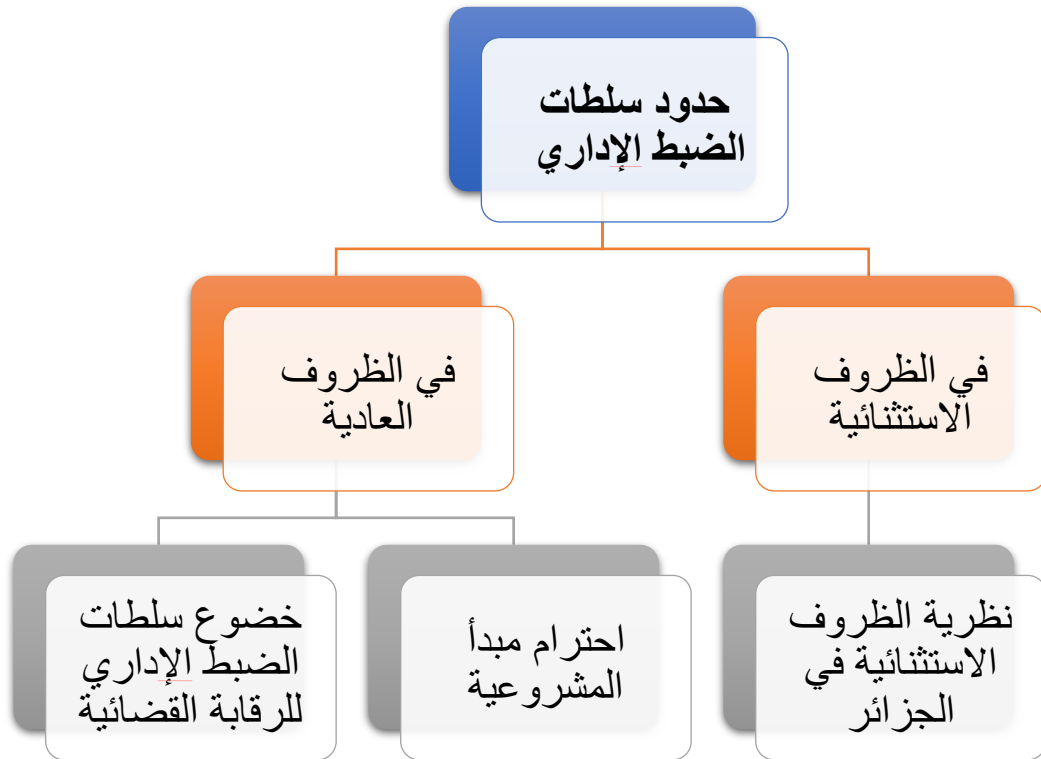 حدود سلطات
الضبط الإداري
في الظروف
الاستثنائية
في الظروف
العادية
نظرية الظروف
الاستثنائية في
الجزائر
احترام مبدأ
المشروعية
خضوع سلطات
الضبط الإداري
للرقابة القضائية